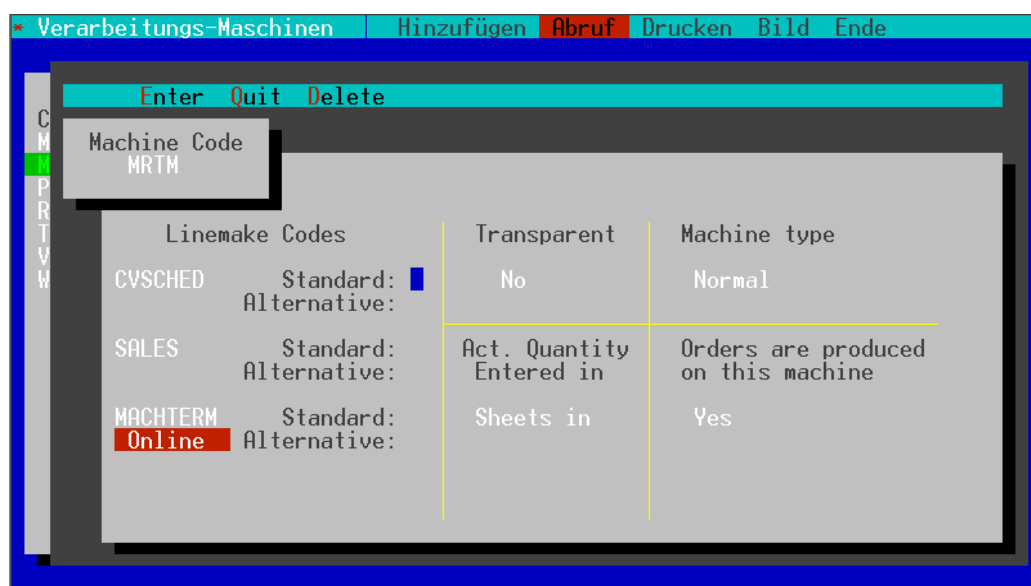 * Verarbeitungs-Maschinen Hinzufügen Abruf Drucken Bild Ende
Enter Quit Delete
C
M
M
P
R
T
V
W
Machine Code
MRTM
Linemake Codes Transparent Machine type
CVSCHED Standard: No Normal
Alternative:
SALES Standard: Act. Quantity Orders are produced
Alternative: Entered in on this machine
MACHTERM Standard: Sheets in Yes
Online Alternative: